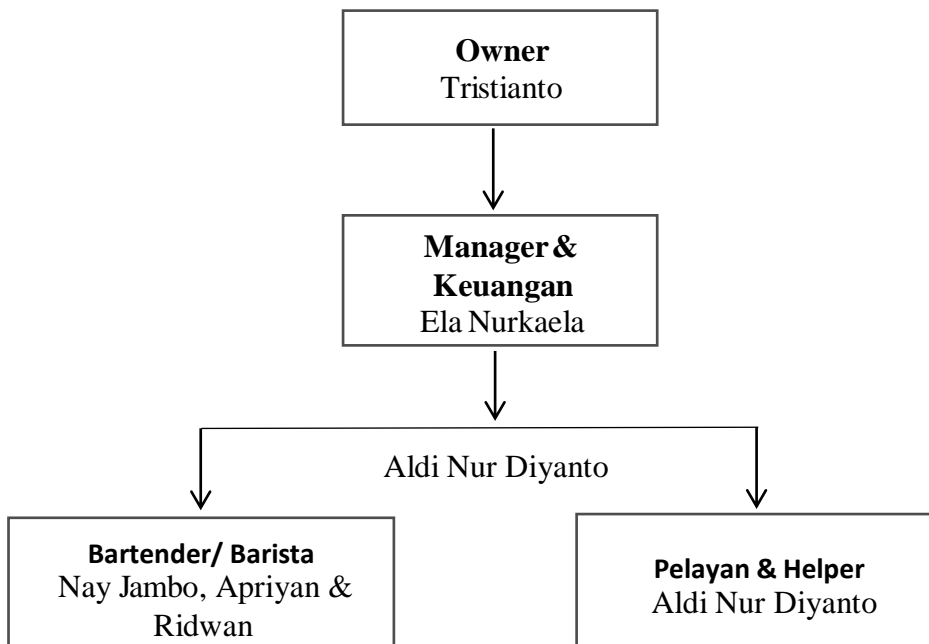 Owner
Tristianto
Manager &
Keuangan
Ela Nurkaela
Aldi Nur Diyanto
Bartender/ Barista
Nay Jambo, Apriyan &
Ridwan
Pelayan & Helper
Aldi Nur Diyanto